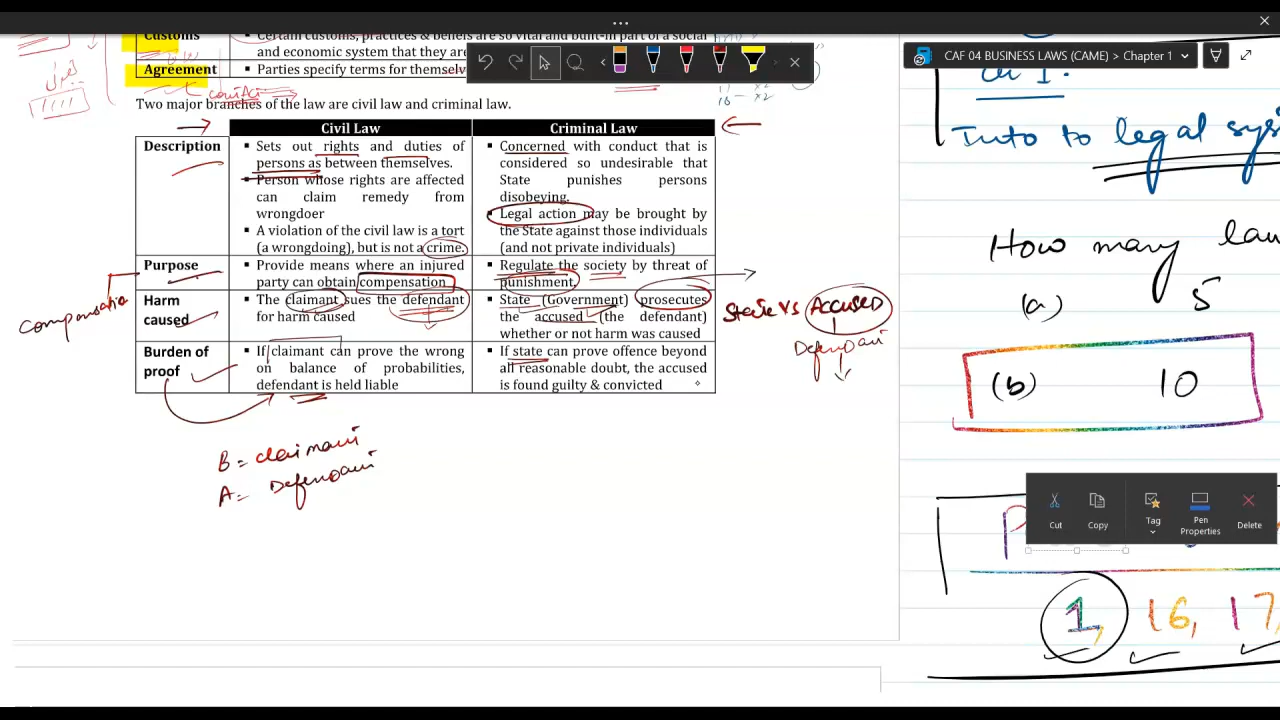 Customs
Certain customs, practices & beliefs are so vital and built-in part of a social
and economic system that they are
Agreement
Parties specify terms for themselv
16 - x2
Two major branches of the law are civil law and criminal law.
Civil Law
Criminal Law
Description
▪ Sets out rights and duties of
persons as between themselves.
▪ Person whose rights are affected
can claim remedy from
wrongdoer
▪ A violation of the civil law is a tort
(a wrongdoing), but is not a crime.
▪ Concerned with conduct that is
considered so undesirable that
State punishes persons
disobeying.
▪ Legal action may be brought by
the State against those individuals
(and not private individuals)
Purpose
▪ Provide means where an injured
party can obtain compensation
▪ Regulate the society by threat of
punishment.
Harm
caused
▪ The claimant sues the defendant
for harm caused
▪ State (Government) prosecutes
the accused (the defendant)
whether or not harm was caused
Burden of
proof
▪ If claimant can prove the wrong
on balance of probabilities,
defendant is held liable
▪ If state can prove offence beyond
all reasonable doubt, the accused
is found guilty & convicted
State vs Accused
Defendant
B = claimant
A = Defendant
CAF 04 BUSINESS LAWS (CAME) > Chapter 1
Ch 1:
Into to legal sys
How many law
(a) 5
(b) 10
Cut
Copy
Tag
Pen
Properties
Delete
1, 16, 17,